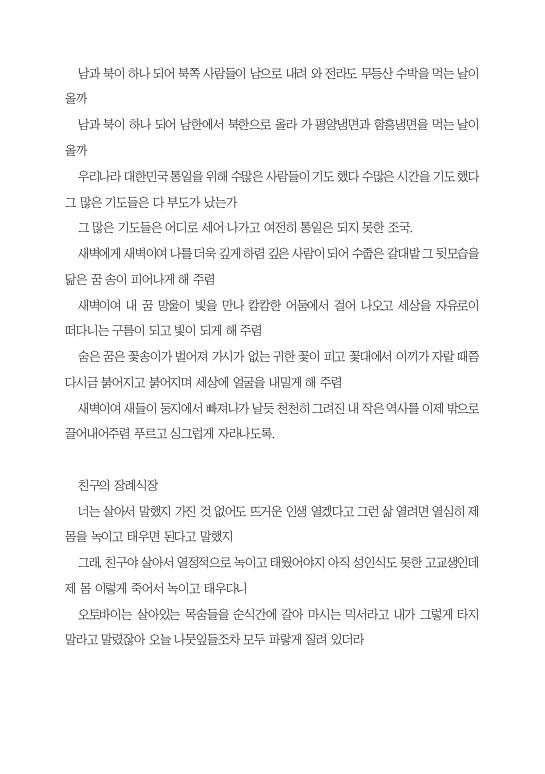 남과 북이 하나 되어 북쪽 사람들이 남으로 내려 와 전라도 무등산 수박을 먹는 날이
올까
남과 북이 하나 되어 남한에서 북한으로 올라 가 평양냉면과 함흥냉면을 먹는 날이
올까
우리나라 대한민국 통일을 위해 수많은 사람들이 기도 했다 수많은 시간을 기도 했다
그 많은 기도들은 다 부도가 났는가
그 많은 기도들은 어디로 세어 나가고 여전히 통일은 되지 못한 조국.
새벽에게 새벽이여 나를 더욱 깊게 하렴 깊은 사람이 되어 수줍은 갈대밭 그 뒷모습을
닮은 꿈 송이 피어나게 해 주렴
새벽이여 내 꿈 망울이 빛을 만나 캄캄한 어둠에서 걸어 나오고 세상을 자유로이
떠다니는 구름이 되고 빛이 되게 해 주렴
숨은 꿈은 꽃송이가 벌어져 가시가 없는 귀한 꽃이 피고 꽃대에서 이끼가 자랄 때쯤
다시금 붉어지고 붉어지며 세상에 얼굴을 내밀게 해 주렴
새벽이여 새들이 둥지에서 빠져나가 날듯 천천히 그려진 내 작은 역사를 이제 밖으로
끌어내어주렴 푸르고 싱그럽게 자라나도록.
친구의 장례식장
너는 살아서 말했지 가진 것 없어도 뜨거운 인생 열겠다고 그런 삶 열려면 열심히 제
몸을 녹이고 태우면 된다고 말했지
그래, 친구야 살아서 열정적으로 녹이고 태웠어야지 아직 성인식도 못한 고교생인데
제 몸 이렇게 죽어서 녹이고 태우다니
오토바이는 살아있는 목숨들을 순식간에 갈아 마시는 믹서라고 내가 그렇게 타지
말라고 말렸잖아 오늘 나뭇잎들조차 모두 파랗게 질려 있더라